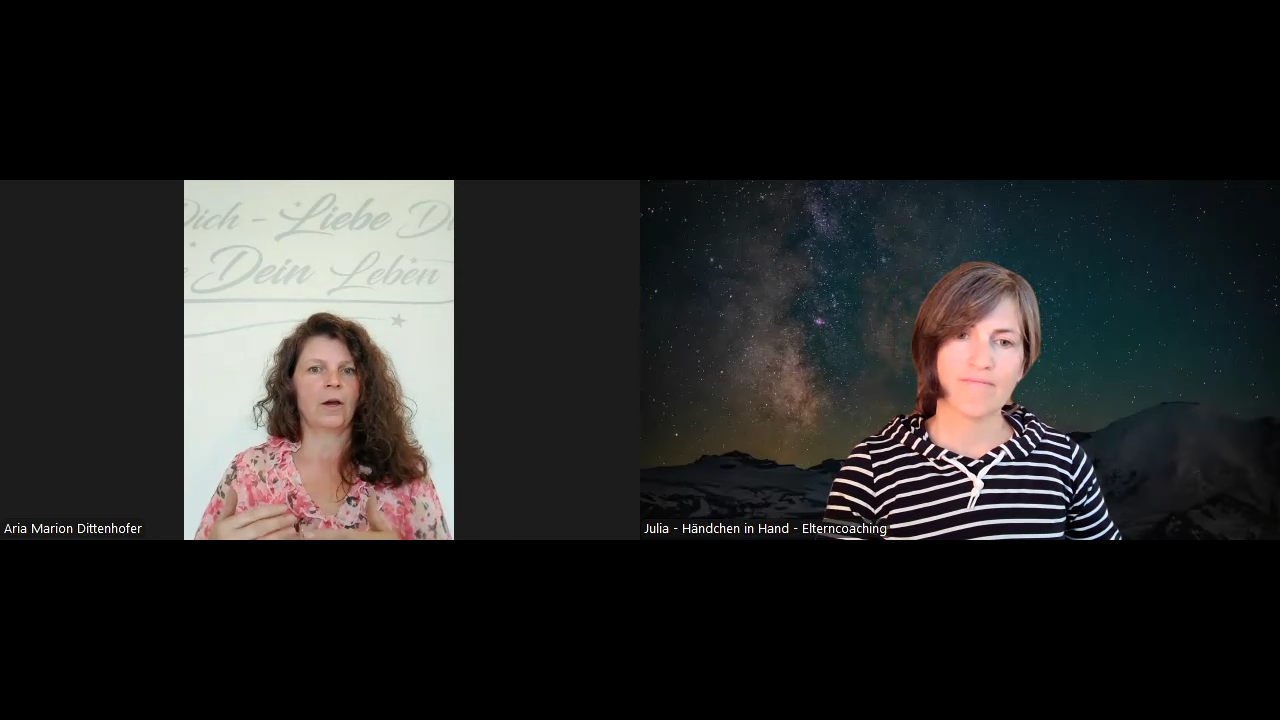 Dich - Liebe
Dein Leben
Aria Marion Dittenhofer
Julia - Händchen in Hand - Elterncoaching